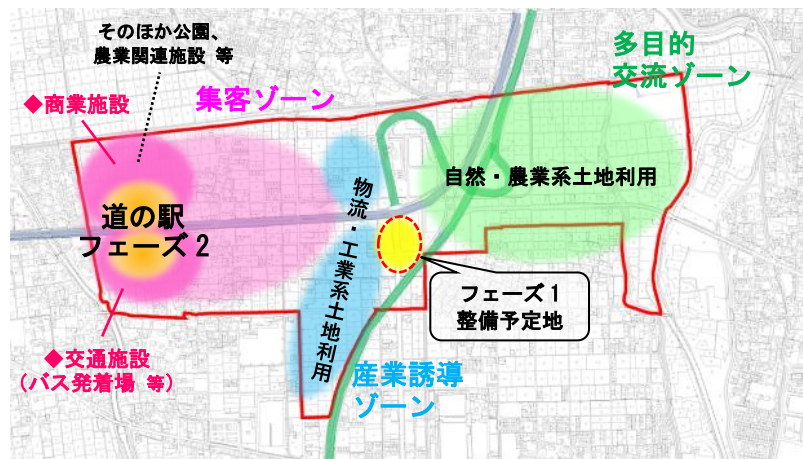 そのほか公園、
農業関連施設 等
◆商業施設
集客ゾーン
多目的
交流ゾーン
自然・農業系土地利用
道の駅
フェーズ２
物流・工業系土地利用
フェーズ１
整備予定地
◆交通施設
（バス発着場 等）
産業誘導
ゾーン